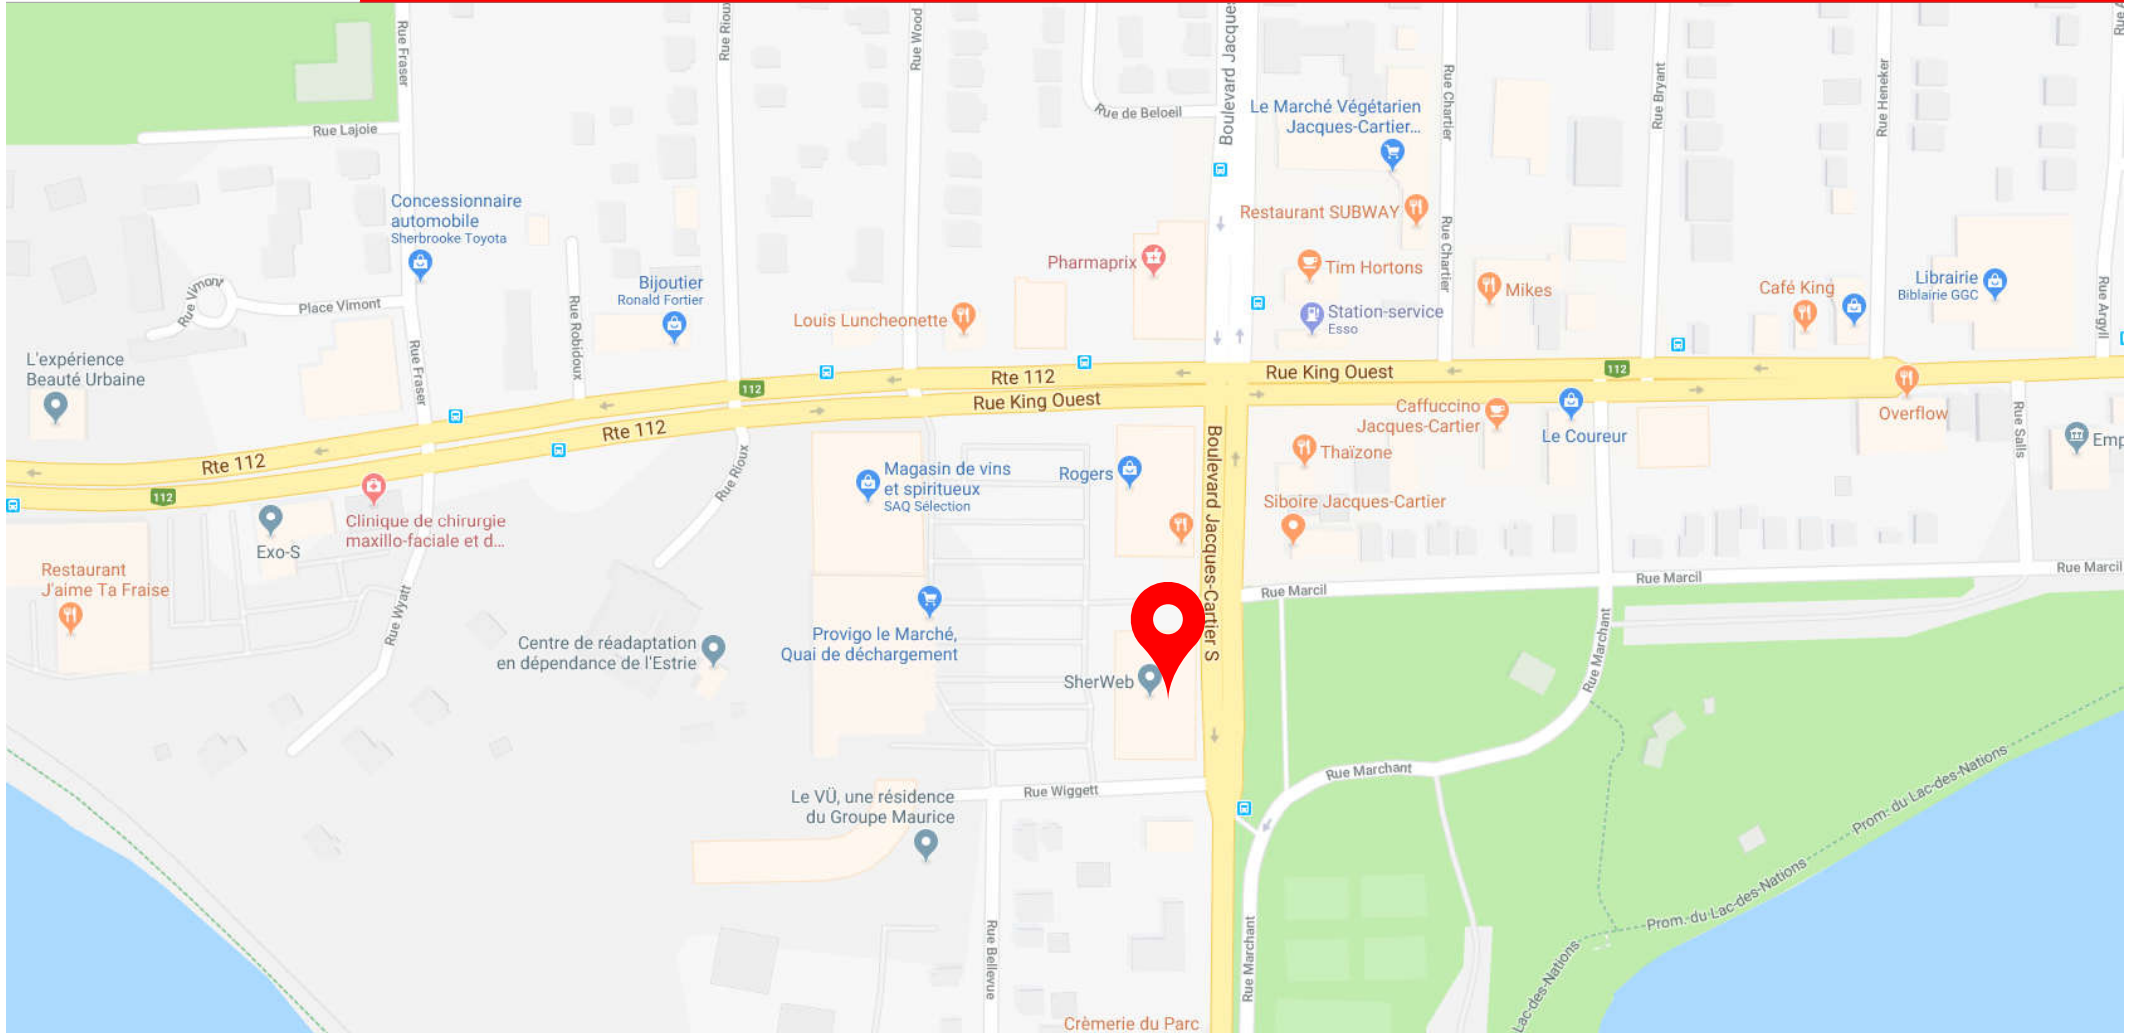 Rue Fraser
Rue Rioux
Rue Wood
Boulevard Jacques
Rue de Beloeil
Rue Chartier
Rue Bryant
Rue Heneker
Rue Lajoie
Le Marché Végétarien
Jacques-Cartier...
Concessionnaire
automobile
Sherbrooke Toyota
Restaurant SUBWAY
Rue Chartier
Pharmaprix
Tim Hortons
Mikes
Café King
Librairie
Biblairie GGC
Rue Argyll
Rue Vimont
Place Vimont
Rue Robidoux
Bijoutier
Ronald Fortier
Louis Luncheonette
Station-service
Esso
L'expérience
Beauté Urbaine
Rue Fraser
112
Rte 112
Rue King Ouest
112
Rue King Ouest
Overflow
Rue Salls
Emp
Rte 112
Rte 112
112
Caffuccino
Jacques-Cartier
Le Coureur
Thaïzone
Siboire Jacques-Cartier
Rue Rioux
Magasin de vins
et spiritueux
SAQ Sélection
Rogers
Boulevard Jacques-Cartier S
Clinique de chirurgie
maxillo-faciale et d...
Exo-S
Restaurant
J'aime Ta Fraise
Rue Wyatt
Centre de réadaptation
en dépendance de l'Estrie
Provigo le Marché,
Quai de déchargement
SherWeb
Rue Marcil
Rue Marcil
Rue Marcil
Rue Marchant
Rue Marchant
Le VÜ, une résidence
du Groupe Maurice
Rue Wiggett
Rue Bellevue
Rue Marchant
Prom. du Lac-des-Nations
Prom. du Lac-des-Nations
Lac-des-Nations
Crèmerie du Parc